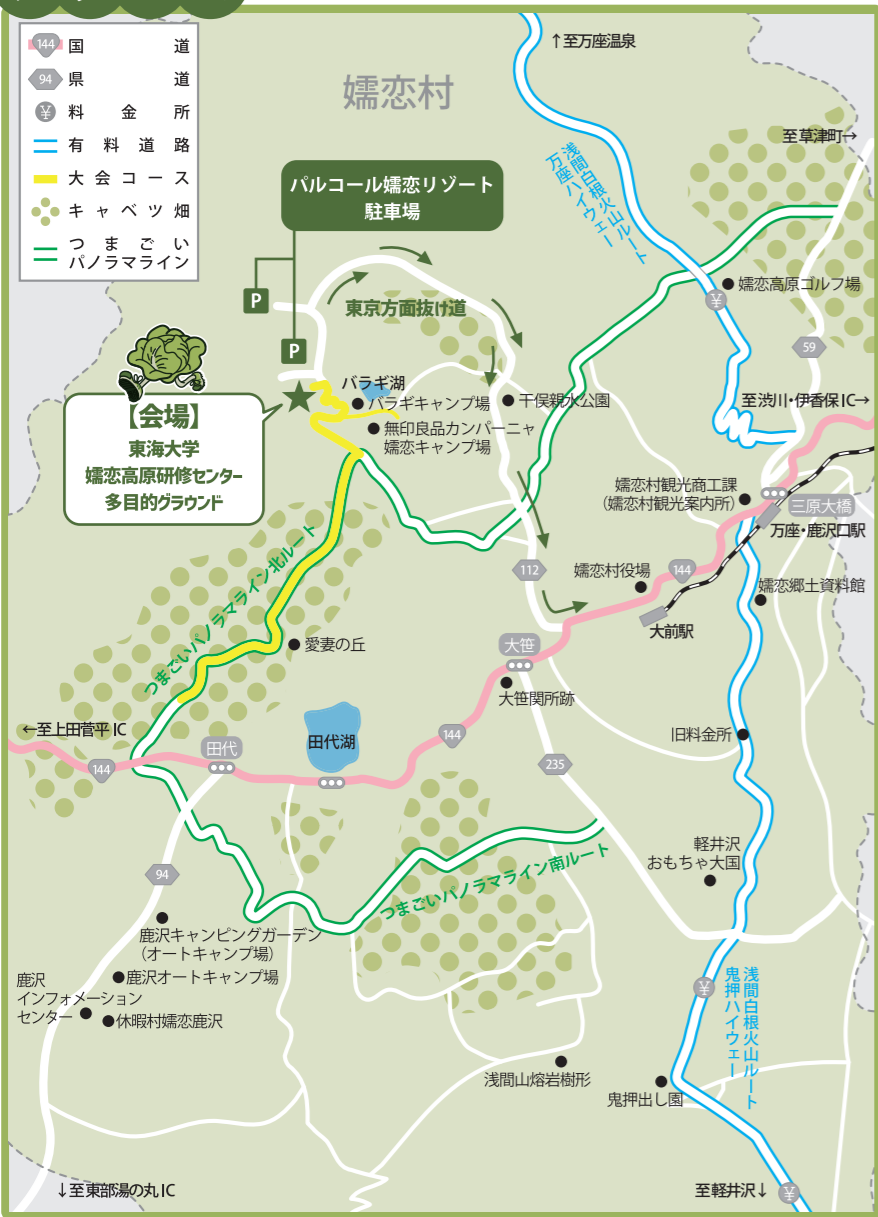 144 国道
94 県道
¥ 料金所
有料道路
大会コース
キャベツ畑
つまごい
パノラマライン
嬬恋村
↑至万座温泉
至草津町→
浅間白根火山ルート
万座ハイウェー
パルコール嬬恋リゾート
駐車場
P
P
東京方面抜け道
嬬恋高原ゴルフ場
¥
59
バラギ湖
バラギキャンプ場
干俣親水公園
無印良品カンパーニャ
嬬恋キャンプ場
至渋川・伊香保IC→
【会場】
東海大学
嬬恋高原研修センター
多目的グラウンド
嬬恋村観光商工課
(嬬恋村観光案内所)
三原大橋
万座・鹿沢口駅
つまごいパノラマライン北ルート
112
嬬恋村役場
144
嬬恋郷土資料館
大前駅
愛妻の丘
大笹
大笹関所跡
←至上田菅平IC
田代
田代湖
144
144
旧料金所
235
軽井沢
おもちゃ大国
94
つまごいパノラマライン南ルート
鹿沢キャンピングガーデン
(オートキャンプ場)
鹿沢オートキャンプ場
鹿沢
インフォメーション
センター
休暇村嬬恋鹿沢
¥
浅間白根火山ルート
鬼押ハイウェー
浅間山熔岩樹形
鬼押出し園
↓至東部湯の丸IC
至軽井沢↓
¥